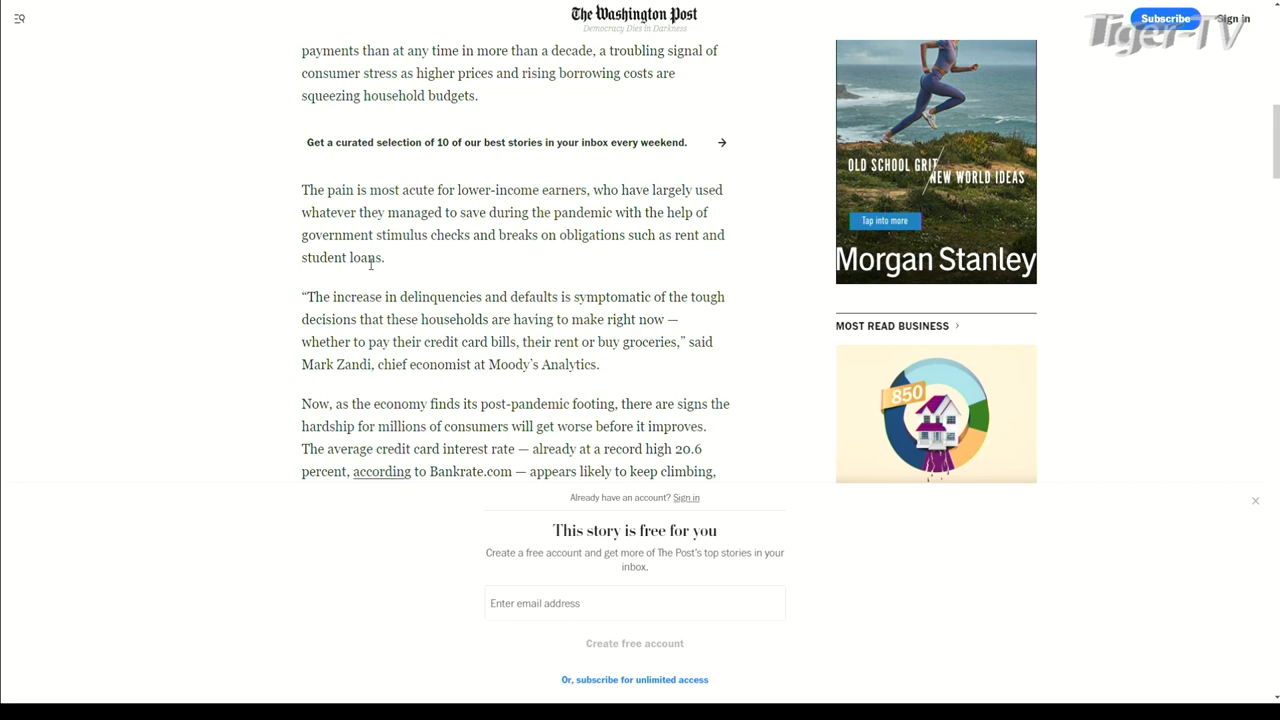 The Washington Post
Democracy Dies in Darkness
Subscribe
Sign in
Tiger-TV
payments than at any time in more than a decade, a troubling signal of
consumer stress as higher prices and rising borrowing costs are
squeezing household budgets.
Get a curated selection of 10 of our best stories in your inbox every weekend.
The pain is most acute for lower-income earners, who have largely used
whatever they managed to save during the pandemic with the help of
government stimulus checks and breaks on obligations such as rent and
student loans.
“The increase in delinquencies and defaults is symptomatic of the tough
decisions that these households are having to make right now —
whether to pay their credit card bills, their rent or buy groceries,” said
Mark Zandi, chief economist at Moody’s Analytics.
Now, as the economy finds its post-pandemic footing, there are signs the
hardship for millions of consumers will get worse before it improves.
The average credit card interest rate — already at a record high 20.6
percent, according to Bankrate.com — appears likely to keep climbing,
OLD SCHOOL GRIT
NEW WORLD IDEAS
Tap into more
Morgan Stanley
MOST READ BUSINESS
850
Already have an account? Sign in
This story is free for you
Create a free account and get more of The Post’s top stories in your
inbox.
Enter email address
Create free account
Or, subscribe for unlimited access